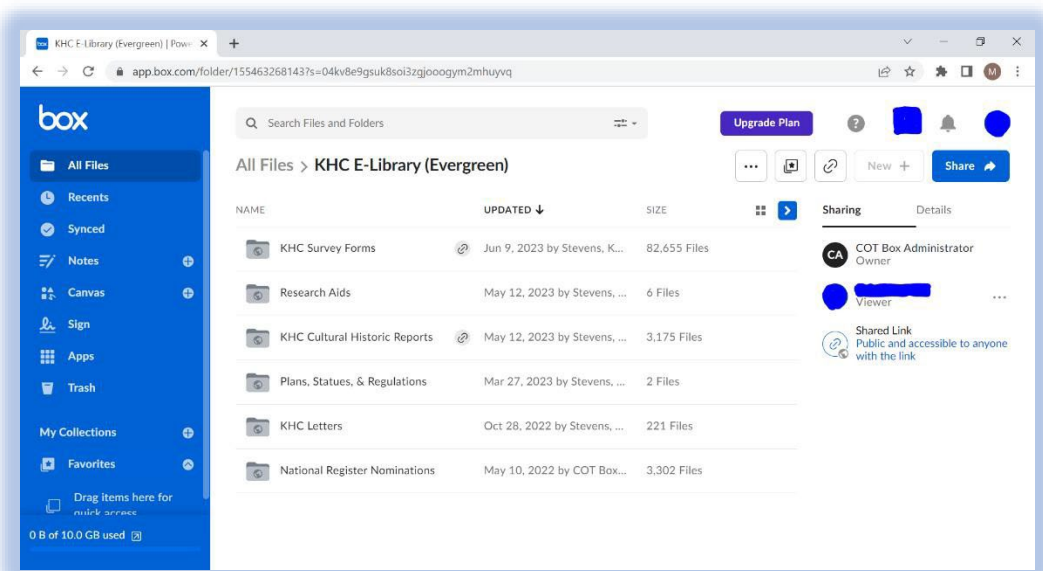 KHC E-Library (Evergreen) | Powe
app.box.com/folder/155463268143?s=04kv8e9gsuk8soi3zgjooogym2mhuyvq
M
box
Search Files and Folders
Upgrade Plan
All Files
All Files > KHC E-Library (Evergreen)
New +
Share
Recents
Synced
Notes
Canvas
Sign
Apps
Trash
My Collections
Favorites
Drag items here for
quick access
0 B of 10.0 GB used
NAME UPDATED SIZE
KHC Survey Forms Jun 9, 2023 by Stevens, K... 82,655 Files
Research Aids May 12, 2023 by Stevens, ... 6 Files
KHC Cultural Historic Reports May 12, 2023 by Stevens, ... 3,175 Files
Plans, Statues, & Regulations Mar 27, 2023 by Stevens, ... 2 Files
KHC Letters Oct 28, 2022 by Stevens, ... 221 Files
National Register Nominations May 10, 2022 by COT Box... 3,302 Files
Sharing Details
CA
COT Box Administrator
Owner
Viewer
Shared Link
Public and accessible to anyone
with the link